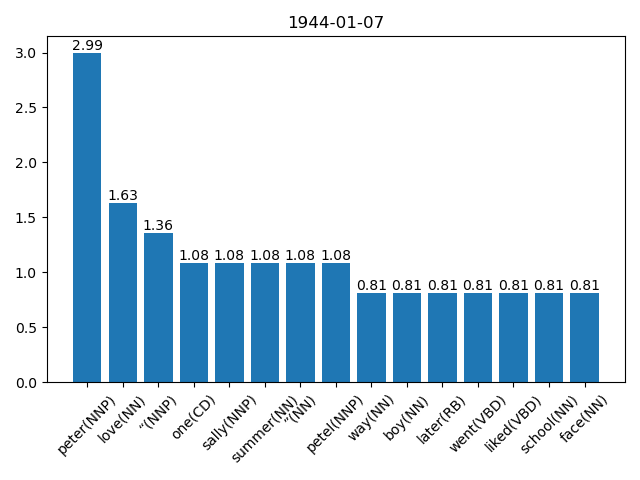 1944-01-07
3.0
2.5
2.0
1.5
1.0
0.5
0.0
2.99
1.63
1.36
1.08
1.08
1.08
1.08
1.08
0.81
0.81
0.81
0.81
0.81
0.81
0.81
peter(NNP)
love(NN)
“(NNP)
one(CD)
sally(NNP)
summer(NN)
“(NN)
petel(NNP)
way(NN)
boy(NN)
later(RB)
went(VBD)
liked(VBD)
school(NN)
face(NN)